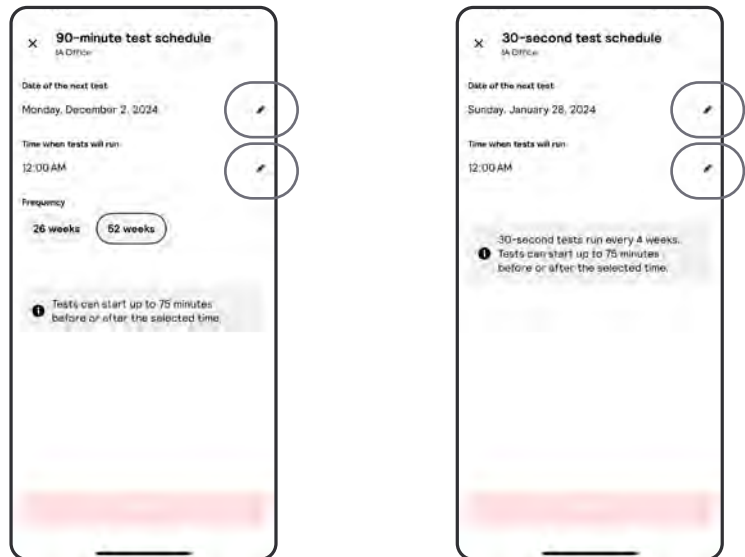 90-minute test schedule
IA Office
Date of the next test
Monday, December 2, 2024
Time when tests will run
12:00 AM
Frequency
26 weeks
52 weeks
Tests can start up to 75 minutes
before or after the selected time.
30-second test schedule
IA Office
Date of the next test
Sunday, January 28, 2024
Time when tests will run
12:00 AM
30-second tests run every 4 weeks.
Tests can start up to 75 minutes
before or after the selected time.